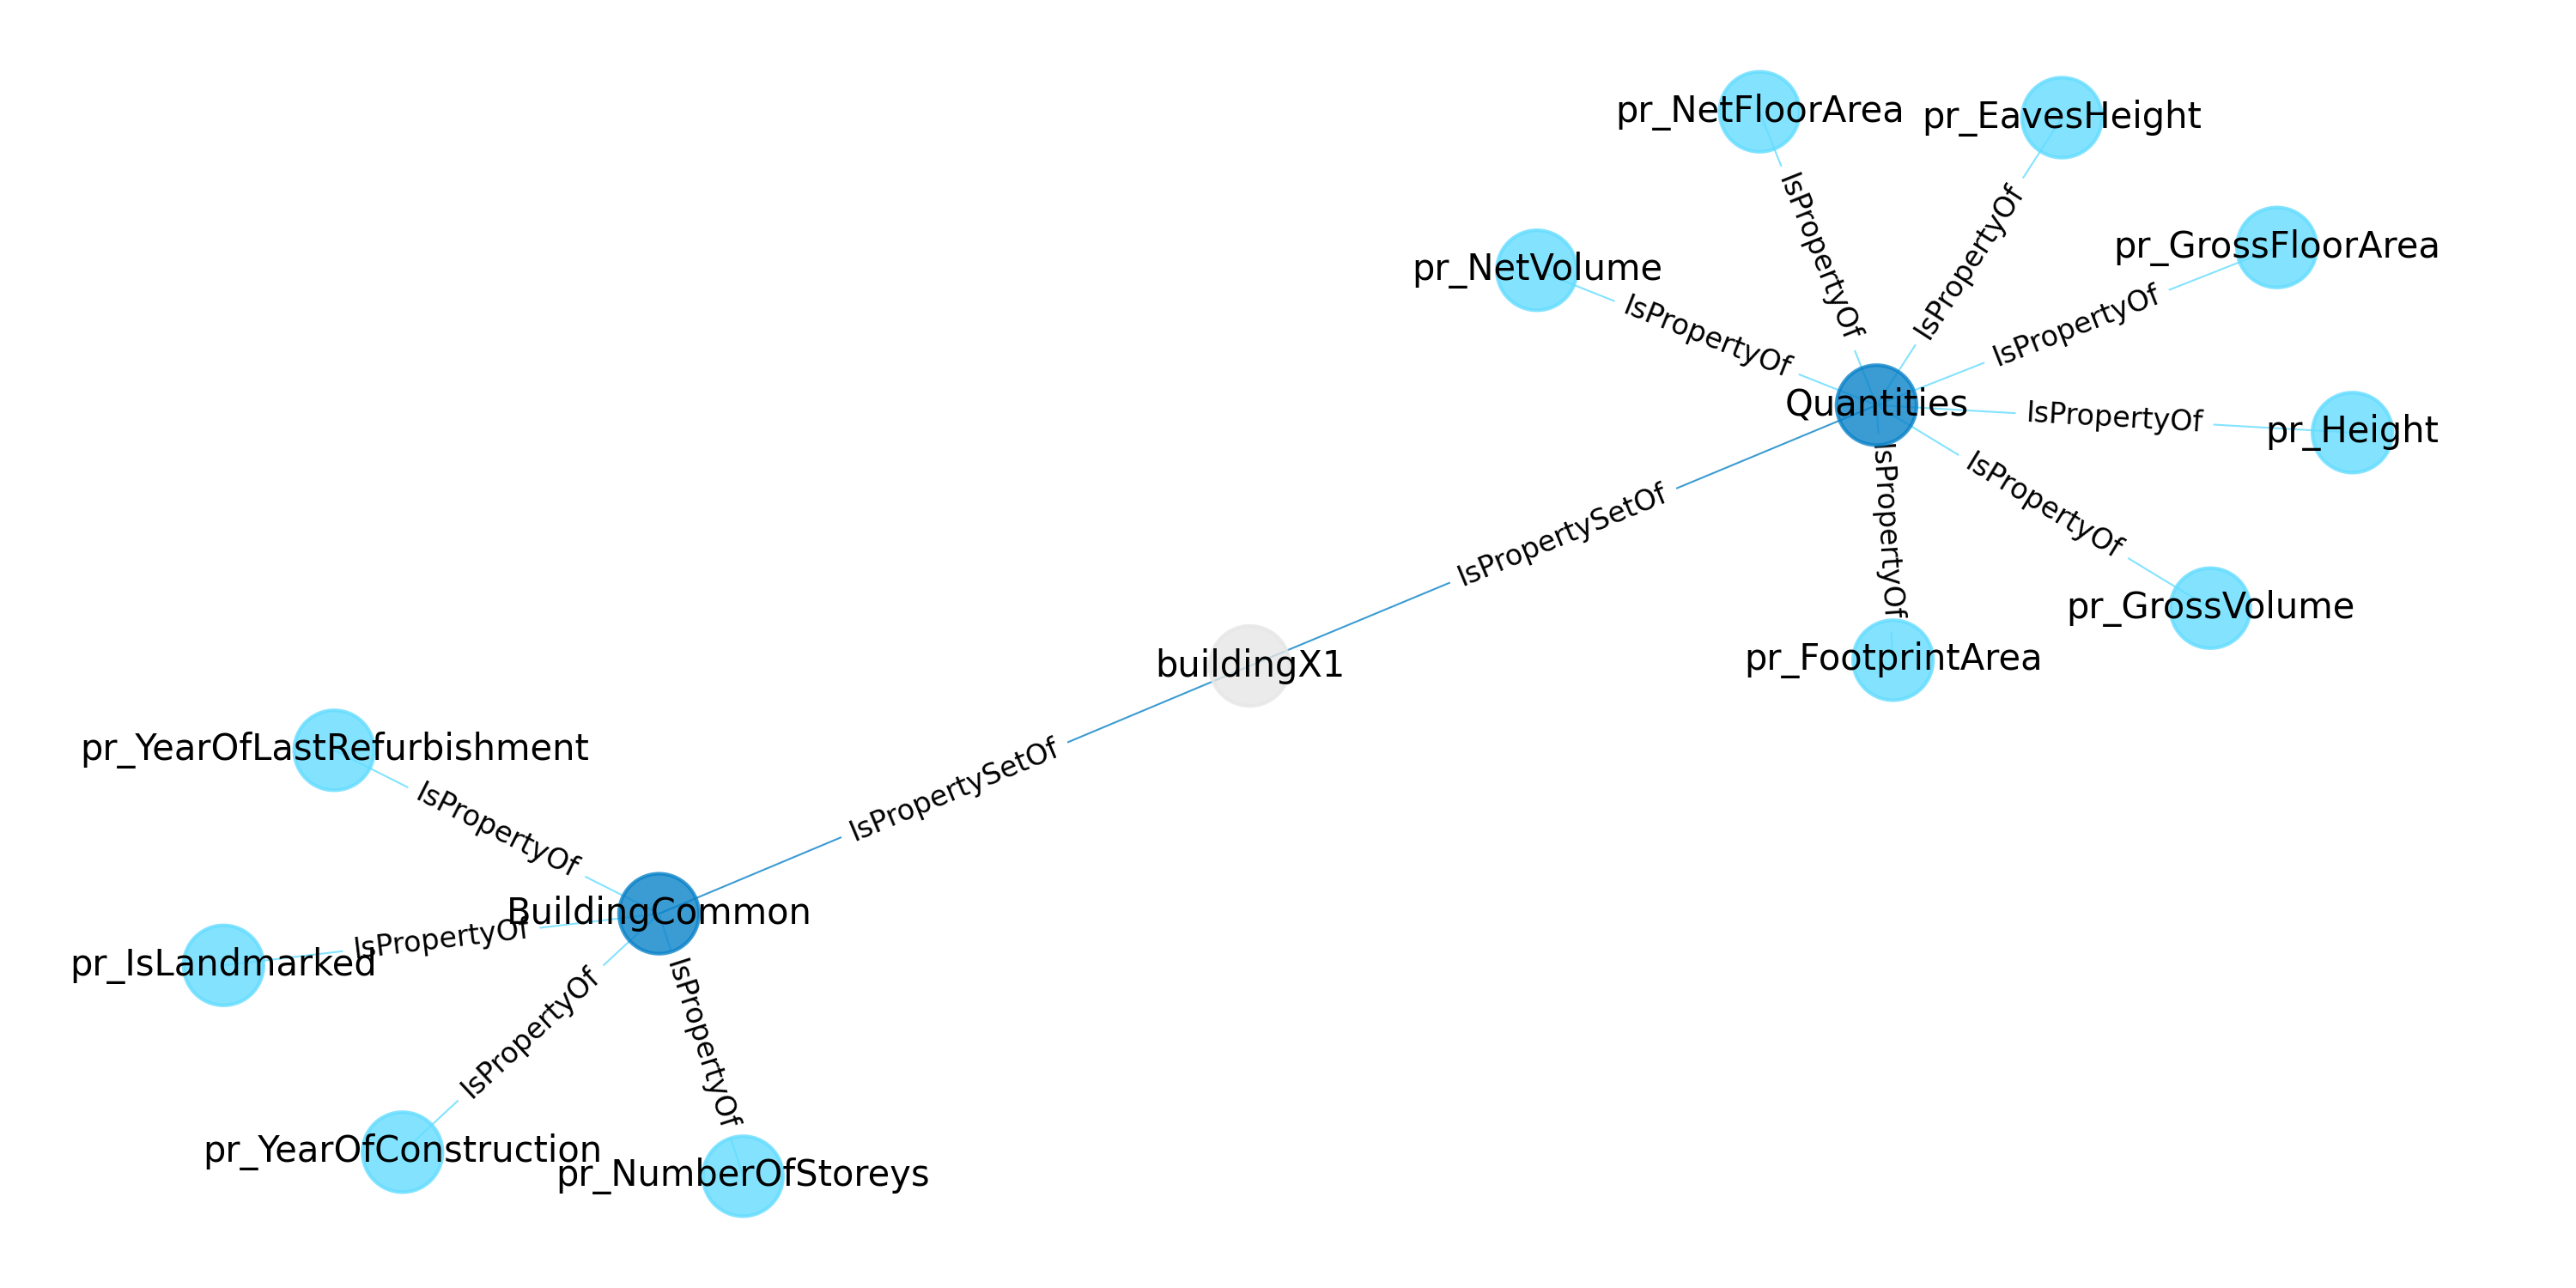 pr_NetFloorArea
pr_EavesHeight
IsPropertyOf
IsPropertyOf
pr_GrossFloorArea
pr_NetVolume
IsPropertyOf
IsPropertyOf
Quantities
IsPropertyOf
pr_Height
IsPropertyOf
IsPropertyOf
IsPropertySetOf
pr_GrossVolume
pr_FootprintArea
buildingX1
IsPropertySetOf
pr_YearOfLastRefurbishment
IsPropertyOf
BuildingCommon
IsPropertyOf
pr_IsLandmarked
IsPropertyOf
IsPropertyOf
pr_YearOfConstruction
pr_NumberOfStoreys